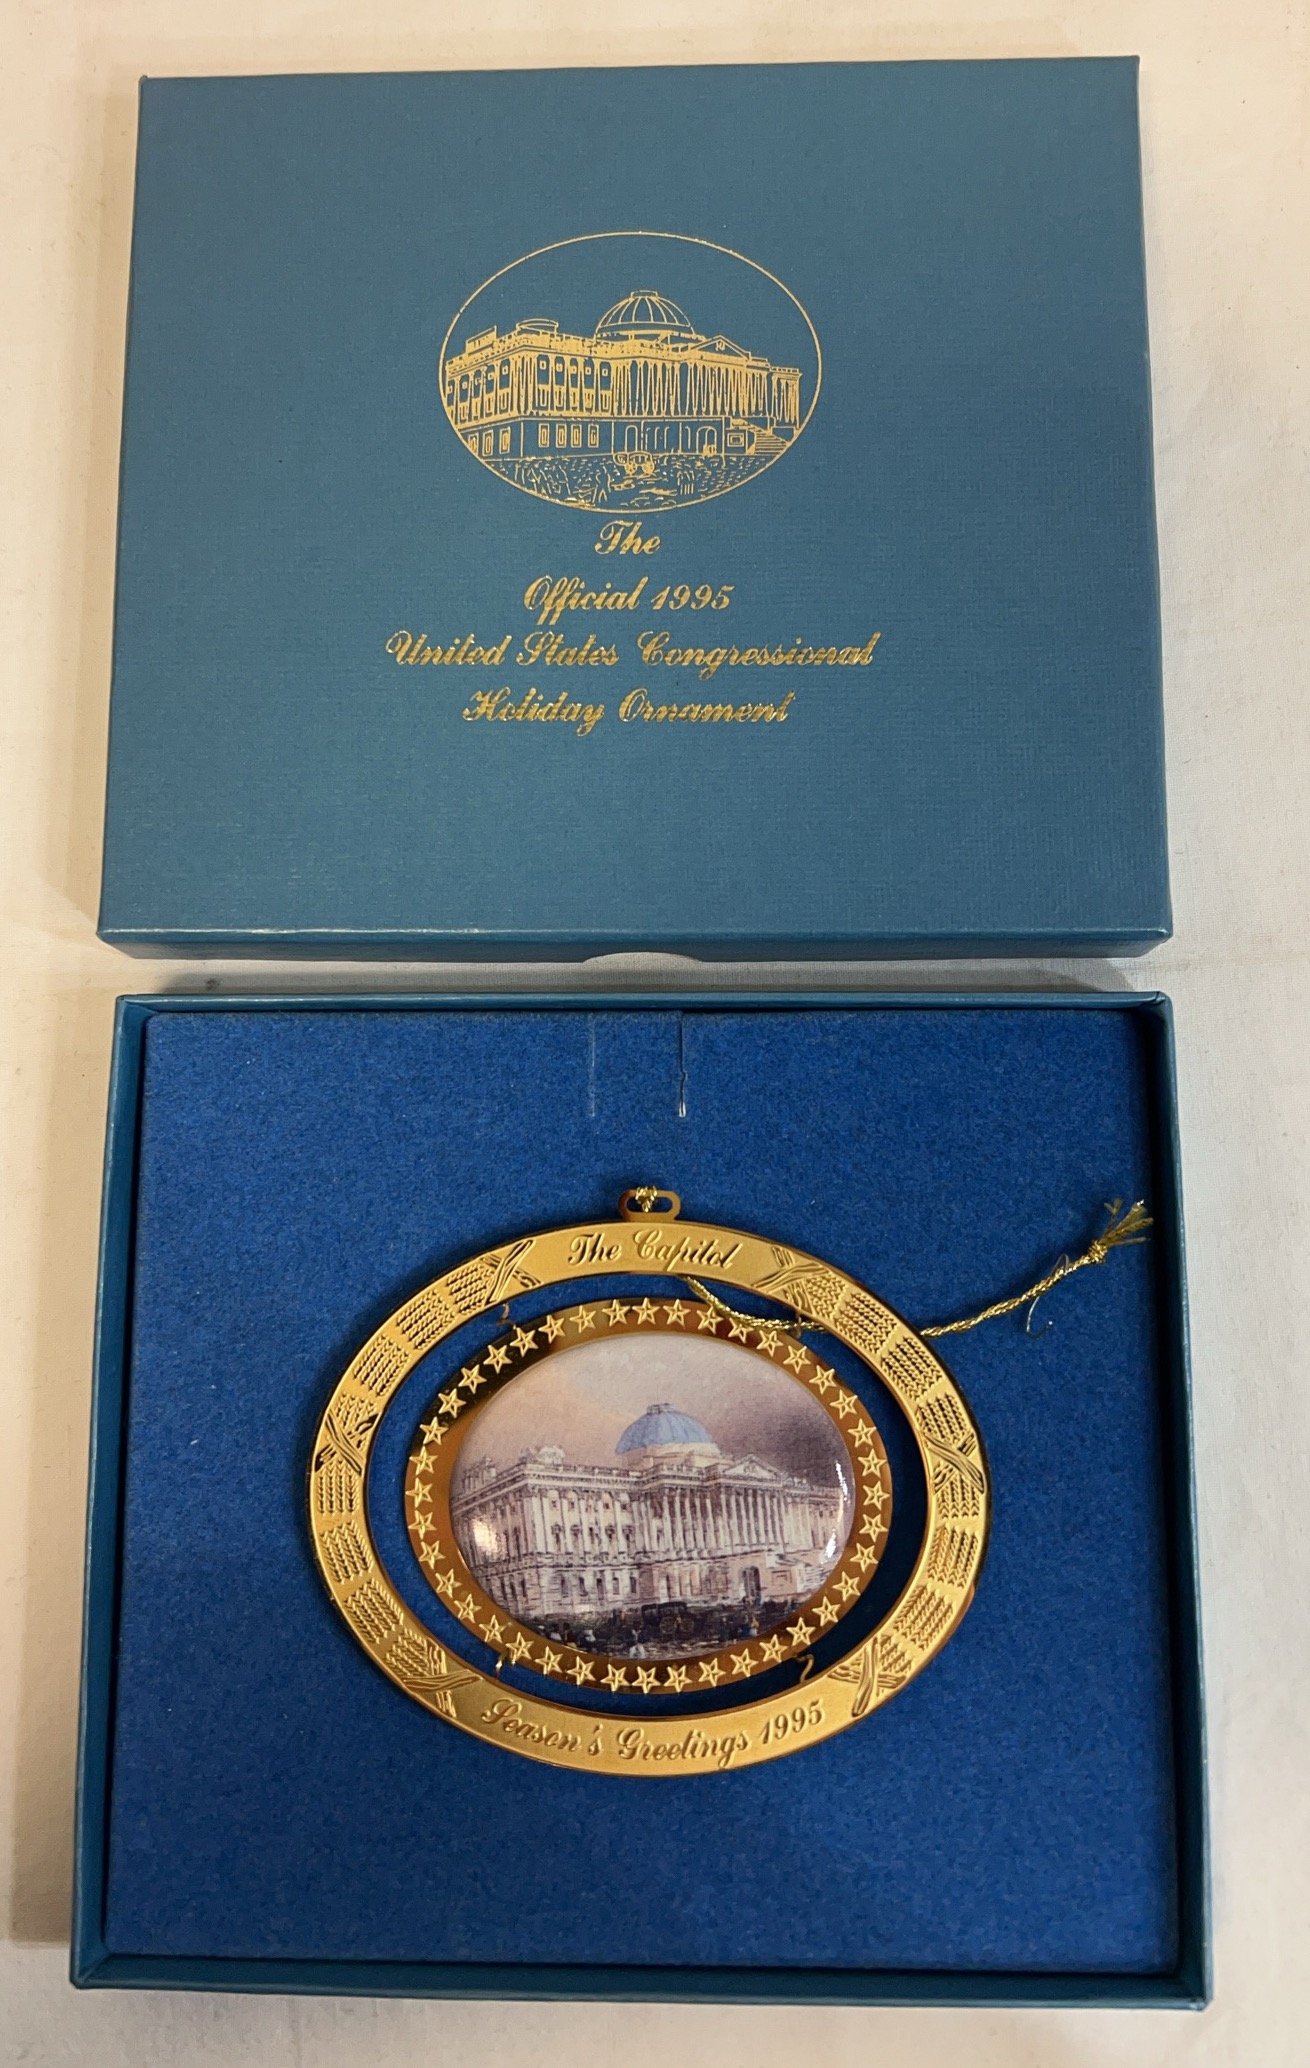 The
Official 1995
United States Congressional
Holiday Ornament
The Capitol
Season's Greetings 1995